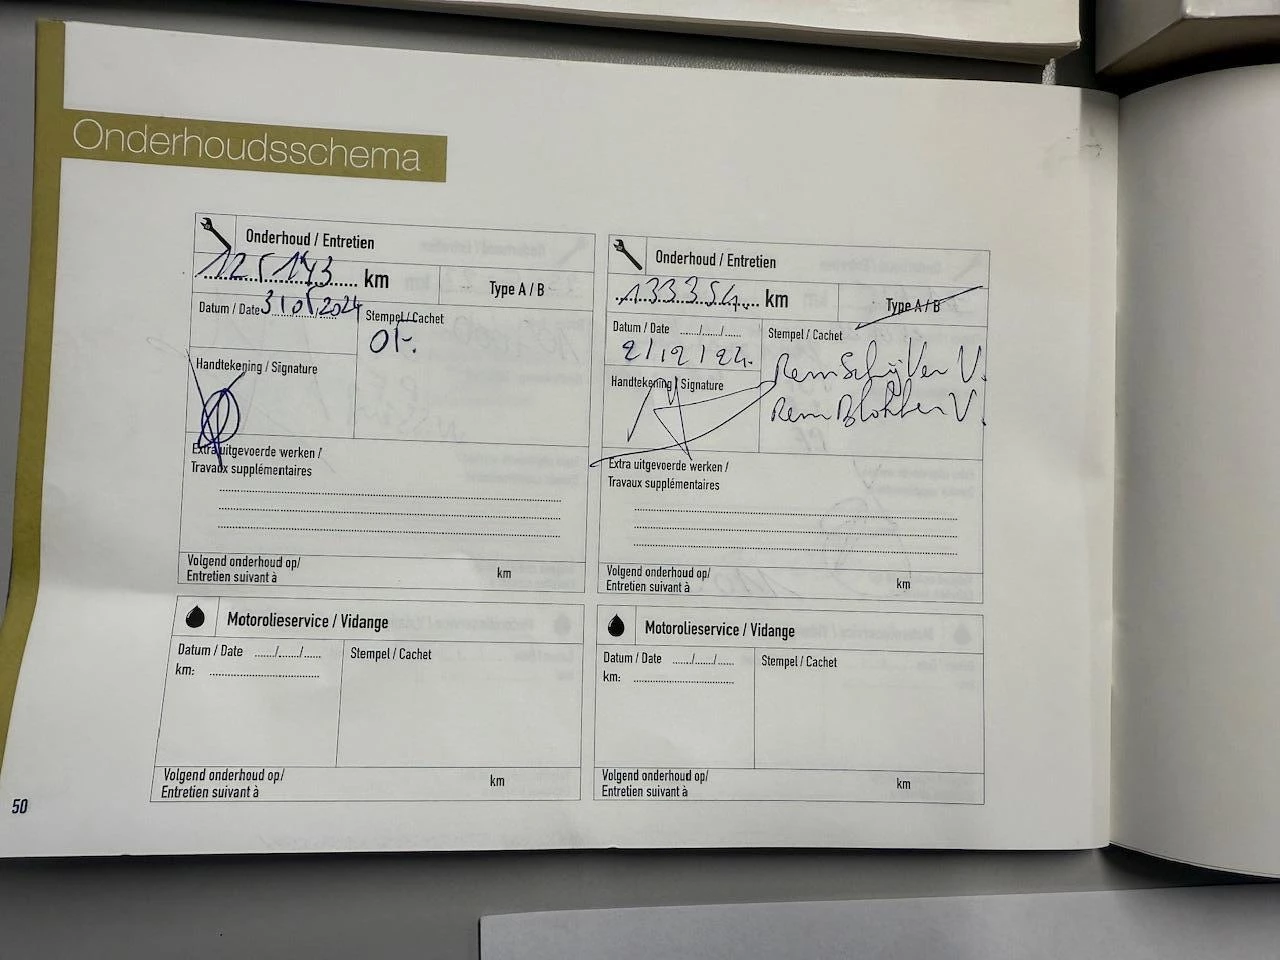 Onderhoudsschema
Onderhoud / Entretien
125143 km
Type A / B
Datum / Date 31 05 2024
Stempel / Cachet
Ok.
Handtekening / Signature
Extra uitgevoerde werken /
Travaux supplémentaires
Volgend onderhoud op/
Entretien suivant à
km
Onderhoud / Entretien
133354 km
Type A / B
Datum / Date ...../...../.....
2/12/24.
Stempel / Cachet
RemSchijven V.
RemBlokken V.
Handtekening / Signature
Extra uitgevoerde werken /
Travaux supplémentaires
Volgend onderhoud op/
Entretien suivant à
km
Motorolieservice / Vidange
Datum / Date ...../...../.....
km:
Stempel / Cachet
Volgend onderhoud op/
Entretien suivant à
km
Motorolieservice / Vidange
Datum / Date ...../...../.....
km:
Stempel / Cachet
Volgend onderhoud op/
Entretien suivant à
km
50